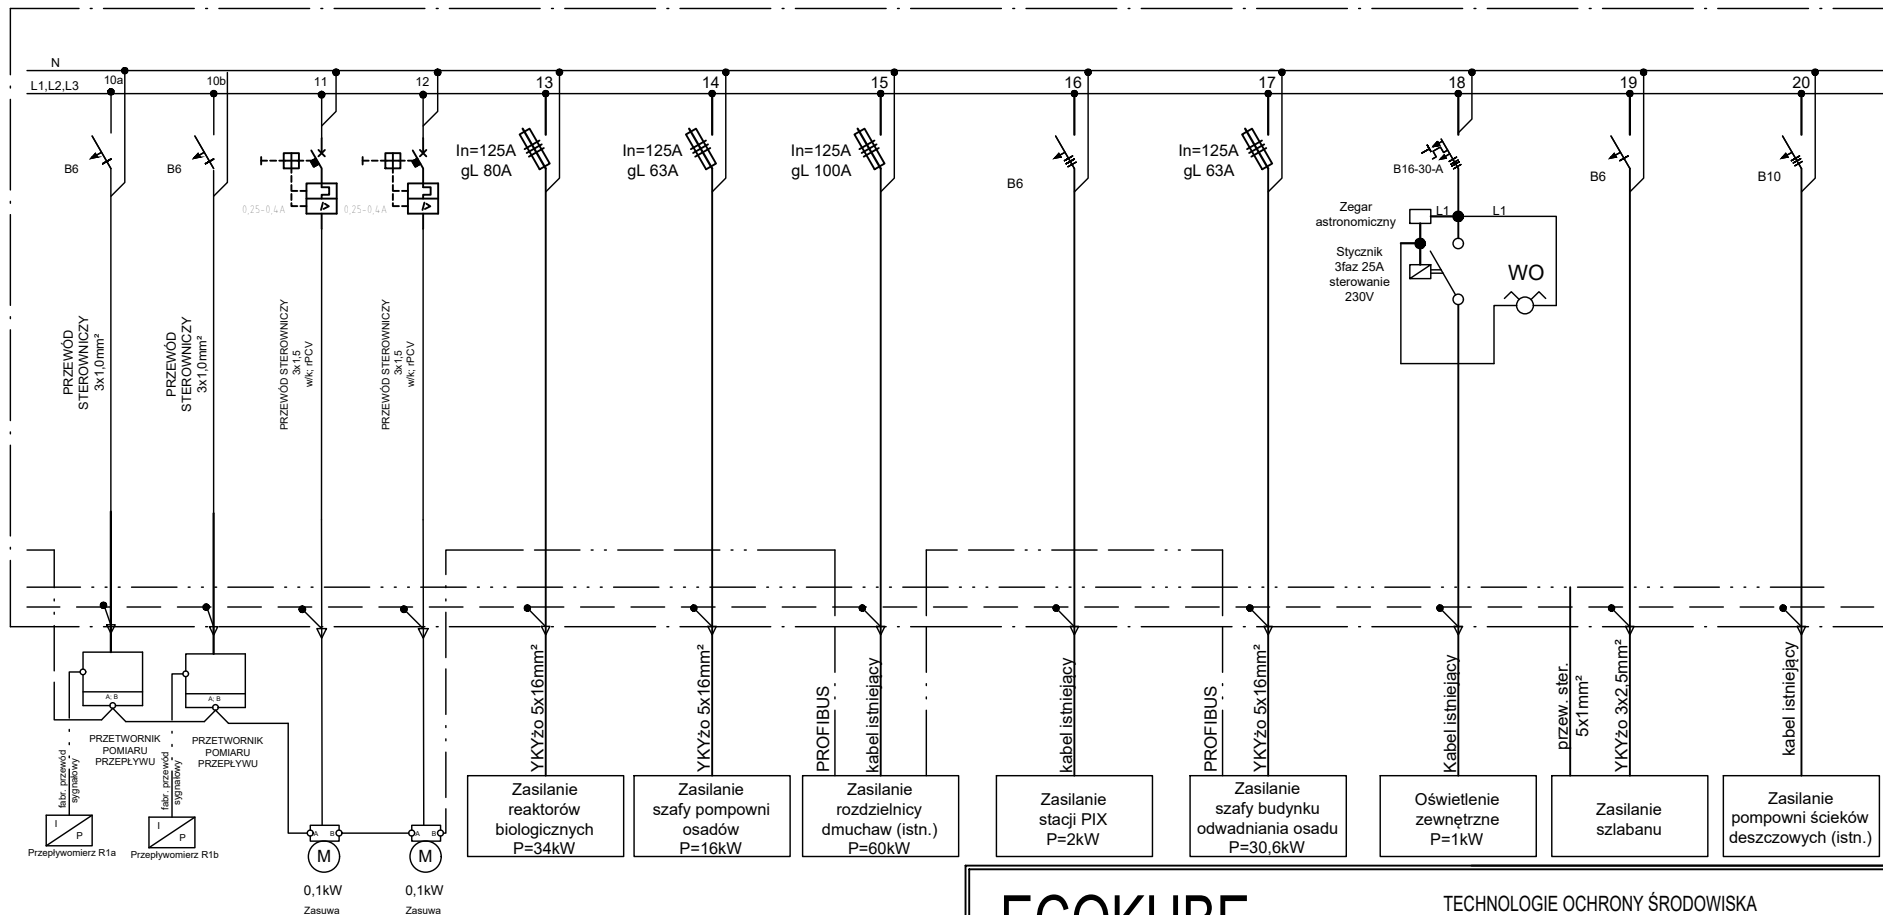 N
L1,L2,L3
10a
10b
11
12
13
14
15
16
17
18
19
20
B6
B6
0,25-0,4A
0,25-0,4A
In=125A
gL 80A
In=125A
gL 63A
In=125A
gL 100A
B6
In=125A
gL 63A
B16-30-A
B6
B10
Zegar
astronomiczny
L1
L1
Stycznik
3faz 25A
sterowanie
230V
WO
PRZEWÓD
STEROWNICZY
3x1,0mm²
PRZEWÓD
STEROWNICZY
3x1,0mm²
PRZEWÓD STEROWNICZY
3x1,5
w/k; rPCV
PRZEWÓD STEROWNICZY
3x1,5
w/k; rPCV
A; B
A; B
PRZETWORNIK
POMIARU
PRZEPŁYWU
PRZETWORNIK
POMIARU
PRZEPŁYWU
fabr. przewód
sygnałowy
fabr. przewód
sygnałowy
I
P
I
P
Przepływomierz R1a
Przepływomierz R1b
A B
A B
M
M
0,1kW
Zasuwa
0,1kW
Zasuwa
YKYżo 5x16mm²
YKYżo 5x16mm²
PROFIBUS
kabel istniejący
kabel istniejący
PROFIBUS
YKYżo 5x16mm²
Kabel istniejący
przew. ster.
5x1mm²
YKYżo 3x2,5mm²
kabel istniejący
Zasilanie
reaktorów
biologicznych
P=34kW
Zasilanie
szafy pompowni
osadów
P=16kW
Zasilanie
rozdzielnicy
dmuchaw (istn.)
P=60kW
Zasilanie
stacji PIX
P=2kW
Zasilanie
szafy budynku
odwadniania osadu
P=30,6kW
Oświetlenie
zewnętrzne
P=1kW
Zasilanie
szlabanu
Zasilanie
pompowni ścieków
deszczowych (istn.)
ECOKUBE
TECHNOLOGIE OCHRONY ŚRODOWISKA